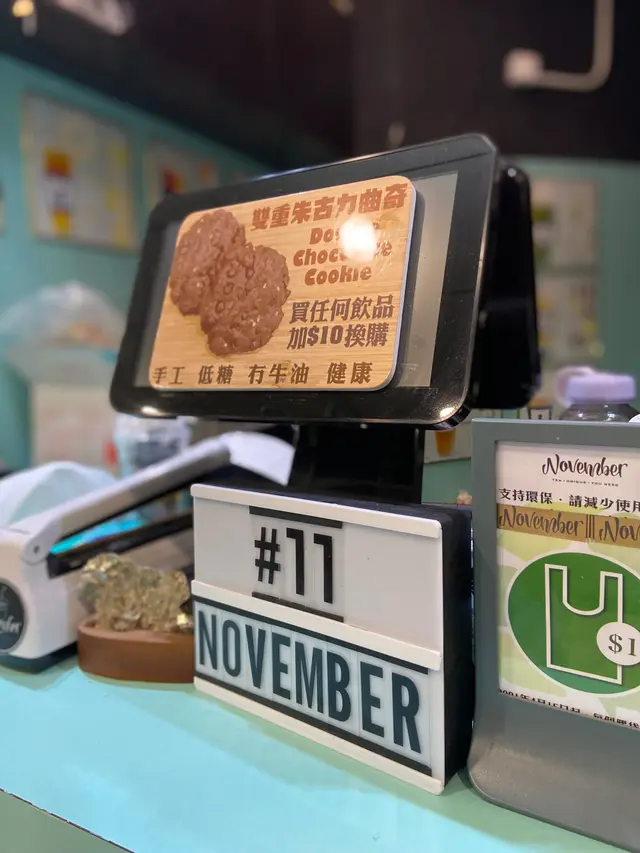 雙重朱古力曲奇
Cookie
買任何飲品
加$10換購
手工 低糖 冇牛油 健康
#11
NOVEMBER
November
支持環保·請減少使用
November
$1